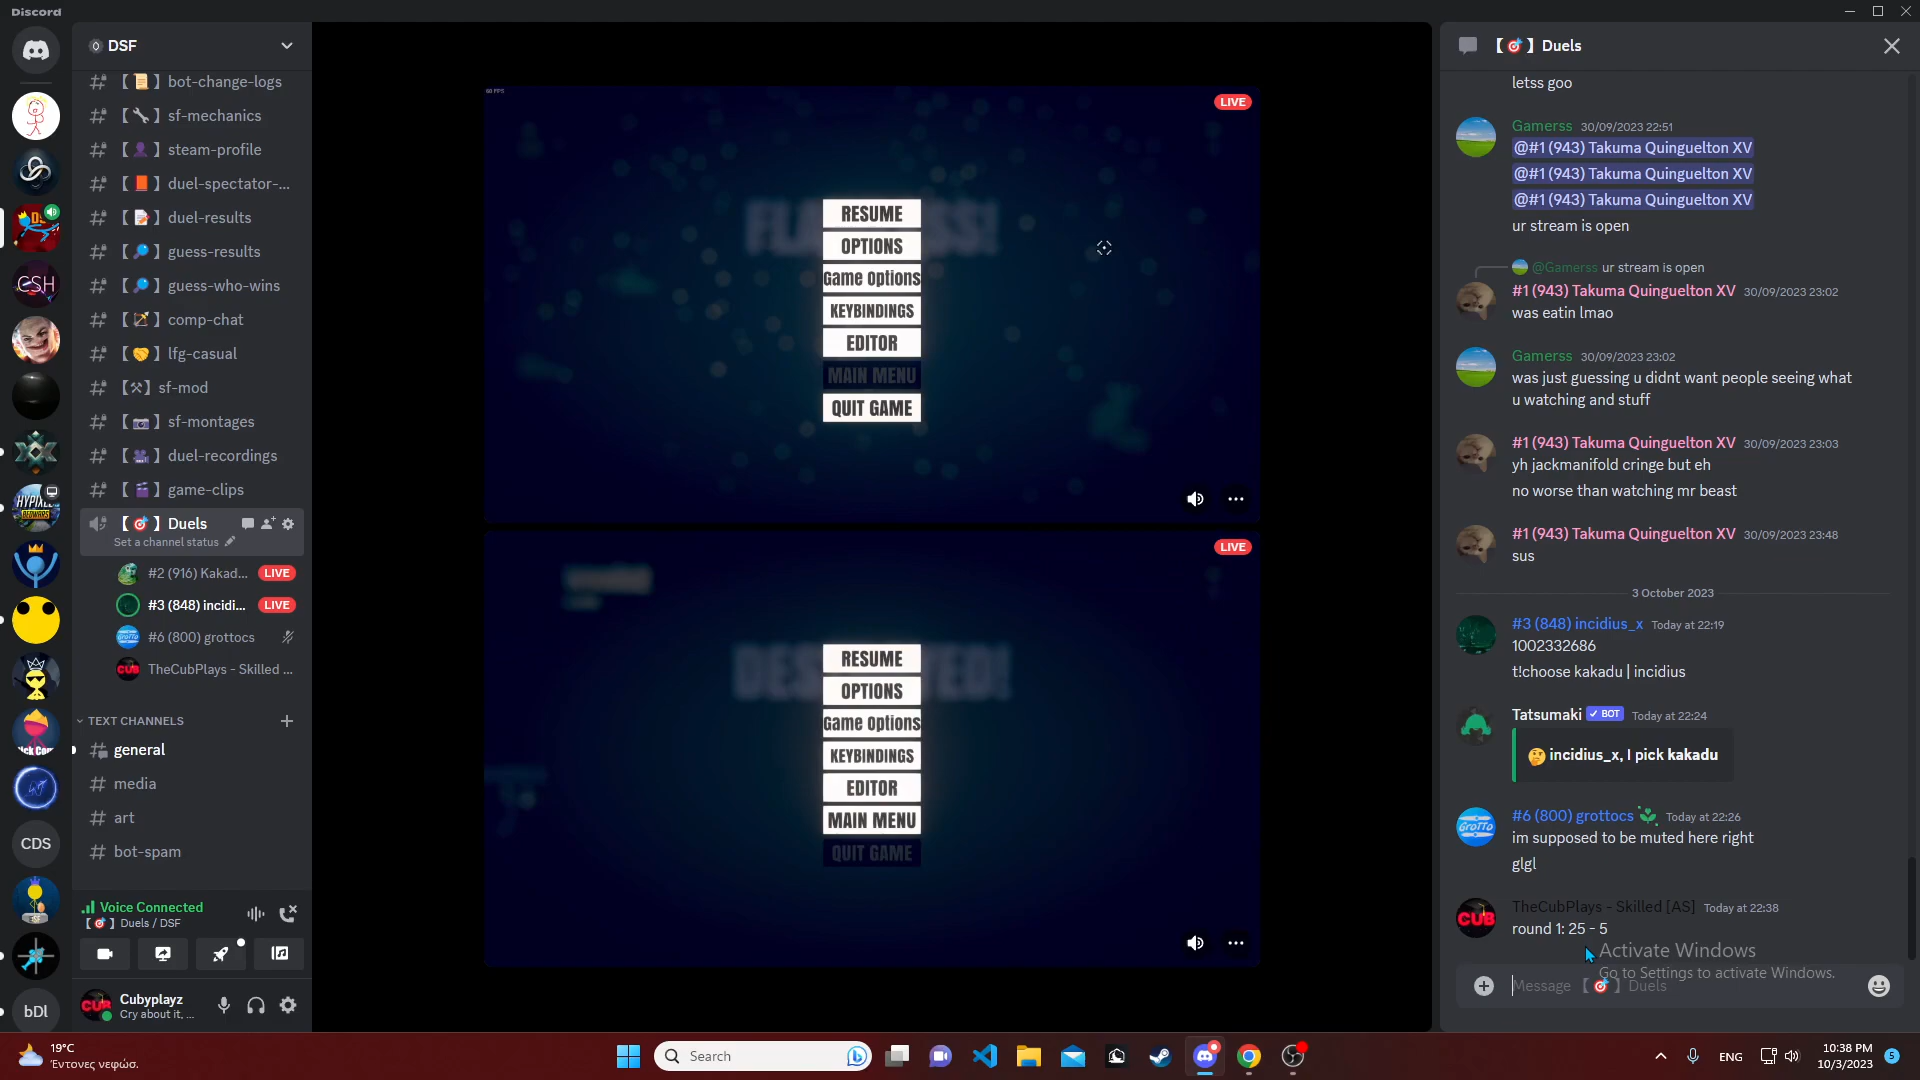 Discord
DSF
【📜】bot-change-logs
【🔧】sf-mechanics
【👤】steam-profile
【📕】duel-spectator-...
【📝】duel-results
【🔎】guess-results
【🔎】guess-who-wins
【🏹】comp-chat
【🤝】lfg-casual
【⚒】sf-mod
【📷】sf-montages
【🎥】duel-recordings
【🎬】game-clips
【🎯】Duels
Set a channel status
#2 (916) Kakad... LIVE
#3 (848) incidi... LIVE
#6 (800) grottocs
TheCubPlays - Skilled ...
TEXT CHANNELS
general
media
art
bot-spam
Voice Connected
【🎯】Duels / DSF
Cubyplayz
Cry about it, ...
CSH
HYPIXEL
BEDWARS
CDS
bDI
CUB
60 FPS
LIVE
RESUME
OPTIONS
Game Options
KEYBINDINGS
EDITOR
MAIN MENU
QUIT GAME
LIVE
RESUME
OPTIONS
Game Options
KEYBINDINGS
EDITOR
MAIN MENU
QUIT GAME
【🎯】Duels
letss goo
Gamerss 30/09/2023 22:51
@#1 (943) Takuma Quinguelton XV
@#1 (943) Takuma Quinguelton XV
@#1 (943) Takuma Quinguelton XV
ur stream is open
@Gamerss ur stream is open
#1 (943) Takuma Quinguelton XV 30/09/2023 23:02
was eatin lmao
Gamerss 30/09/2023 23:02
was just guessing u didnt want people seeing what
u watching and stuff
#1 (943) Takuma Quinguelton XV 30/09/2023 23:03
yh jackmanifold cringe but eh
no worse than watching mr beast
#1 (943) Takuma Quinguelton XV 30/09/2023 23:48
sus
3 October 2023
#3 (848) incidius_x Today at 22:19
1002332686
t!choose kakadu | incidius
Tatsumaki ✓ BOT Today at 22:24
🤔 incidius_x, I pick kakadu
#6 (800) grottocs Today at 22:26
im supposed to be muted here right
glgl
TheCubPlays - Skilled [AS] Today at 22:38
round 1: 25 - 5
Activate Windows
Go to Settings to activate Windows.
Message 【🎯】Duels
19°C
Έντονες νεφώσ.
Search
ENG
10:38 PM
10/3/2023
5